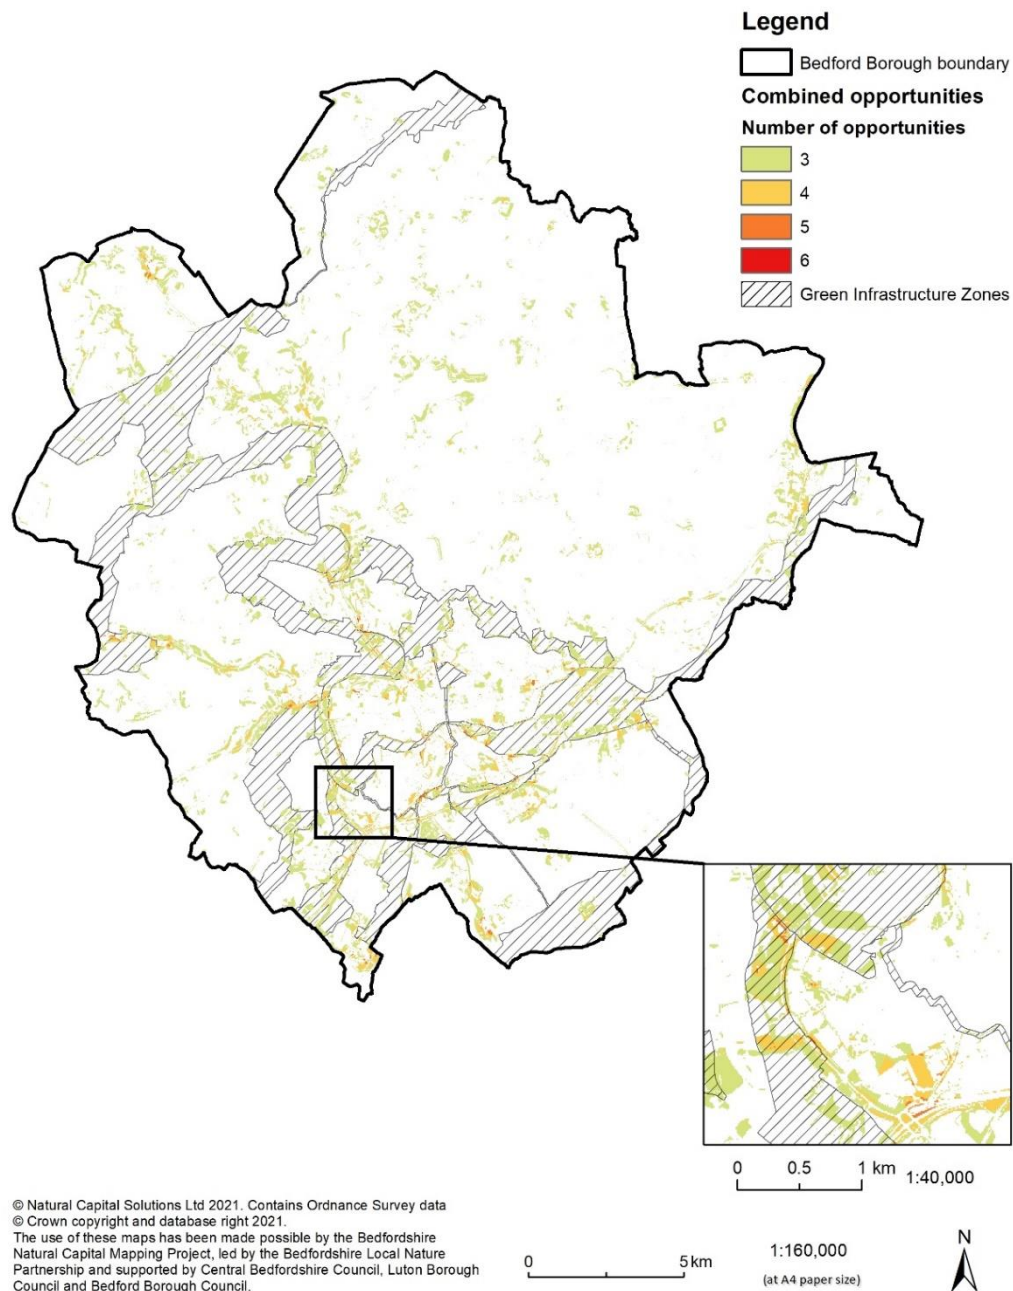 Legend
Bedford Borough boundary
Combined opportunities
Number of opportunities
3
4
5
6
Green Infrastructure Zones
0 0.5 1 km 1:40,000
© Natural Capital Solutions Ltd 2021. Contains Ordnance Survey data
© Crown copyright and database right 2021.
The use of these maps has been made possible by the Bedfordshire
Natural Capital Mapping Project, led by the Bedfordshire Local Nature
Partnership and supported by Central Bedfordshire Council, Luton Borough
Council and Bedford Borough Council.
0 5 km
1:160,000
(at A4 paper size)
N